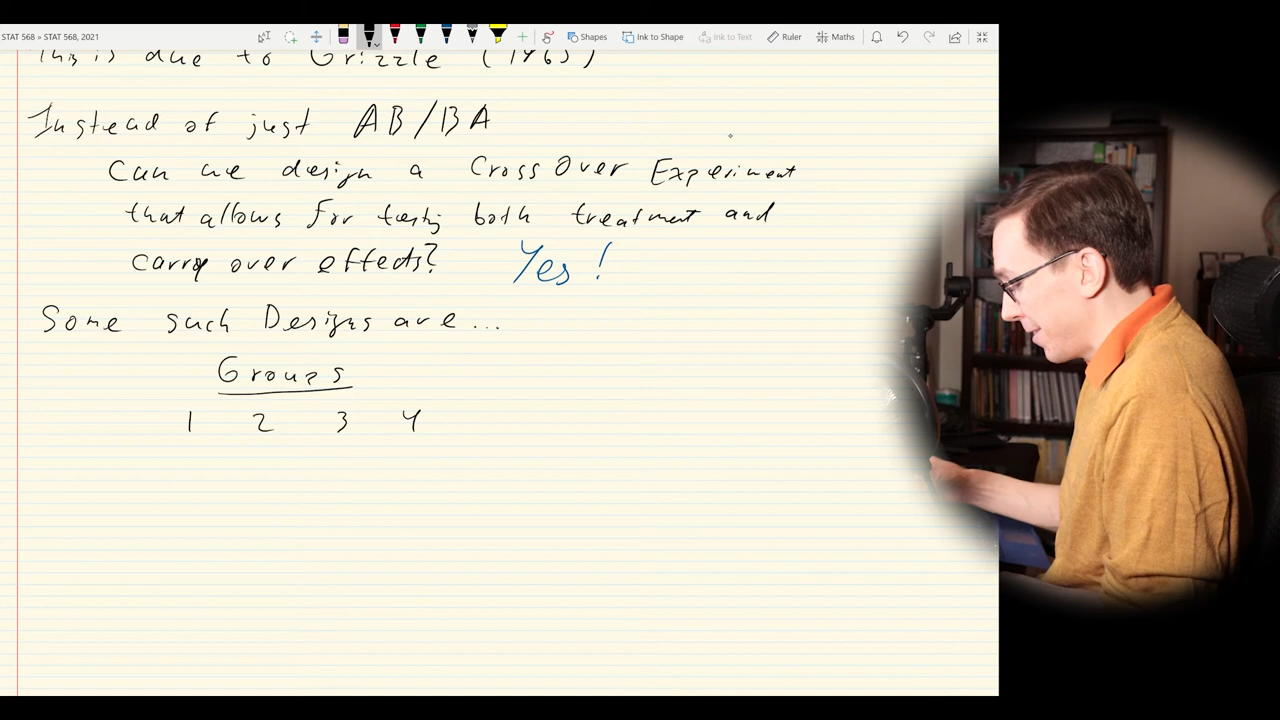 STAT 568 » STAT 568, 2021
Shapes Ink to Shape Ink to Text Ruler Maths
This is due to Grizzle (1965)
Instead of just AB/BA
Can we design a Cross Over Experiment
that allows for testing both treatment and
carry over effects? Yes!
Some such Designs are...
Groups
1 2 3 4